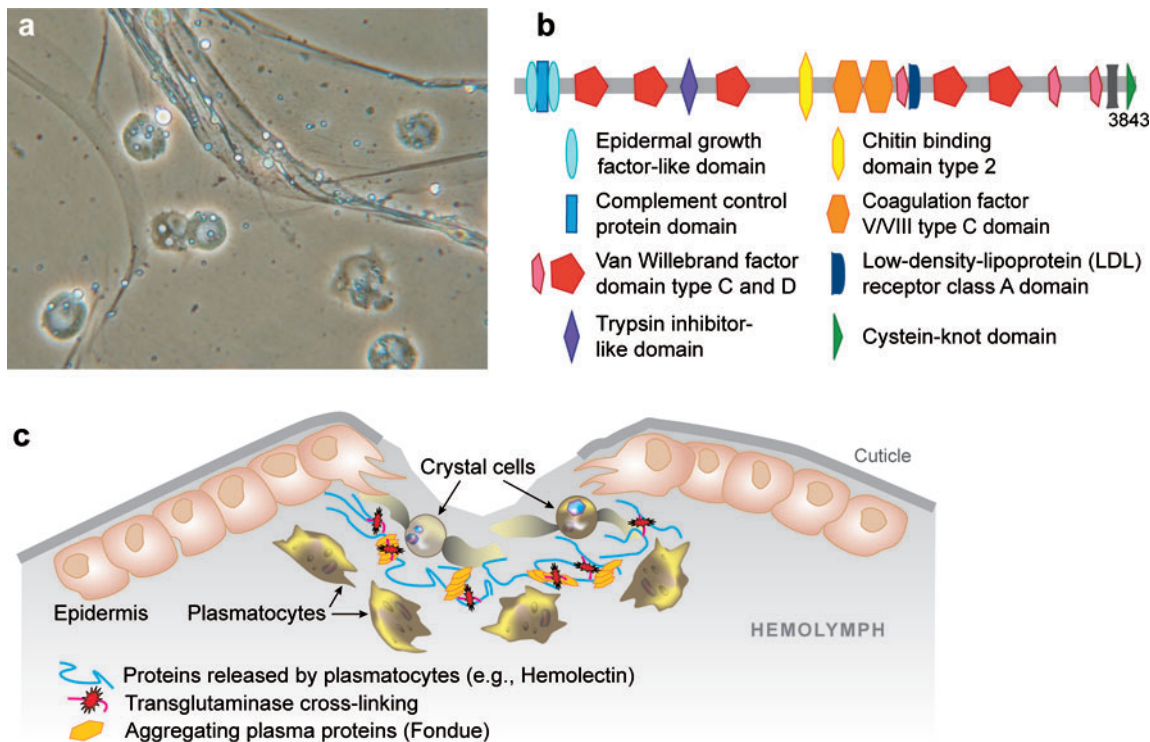 a
b
3843
Epidermal growth
factor-like domain
Complement control
protein domain
Van Willebrand factor
domain type C and D
Trypsin inhibitor-
like domain
Chitin binding
domain type 2
Coagulation factor
V/VIII type C domain
Low-density-lipoprotein (LDL)
receptor class A domain
Cystein-knot domain
c
Crystal cells
Cuticle
Epidermis
Plasmatocytes
HEMOLYMPH
Proteins released by plasmatocytes (e.g., Hemolectin)
Transglutaminase cross-linking
Aggregating plasma proteins (Fondue)